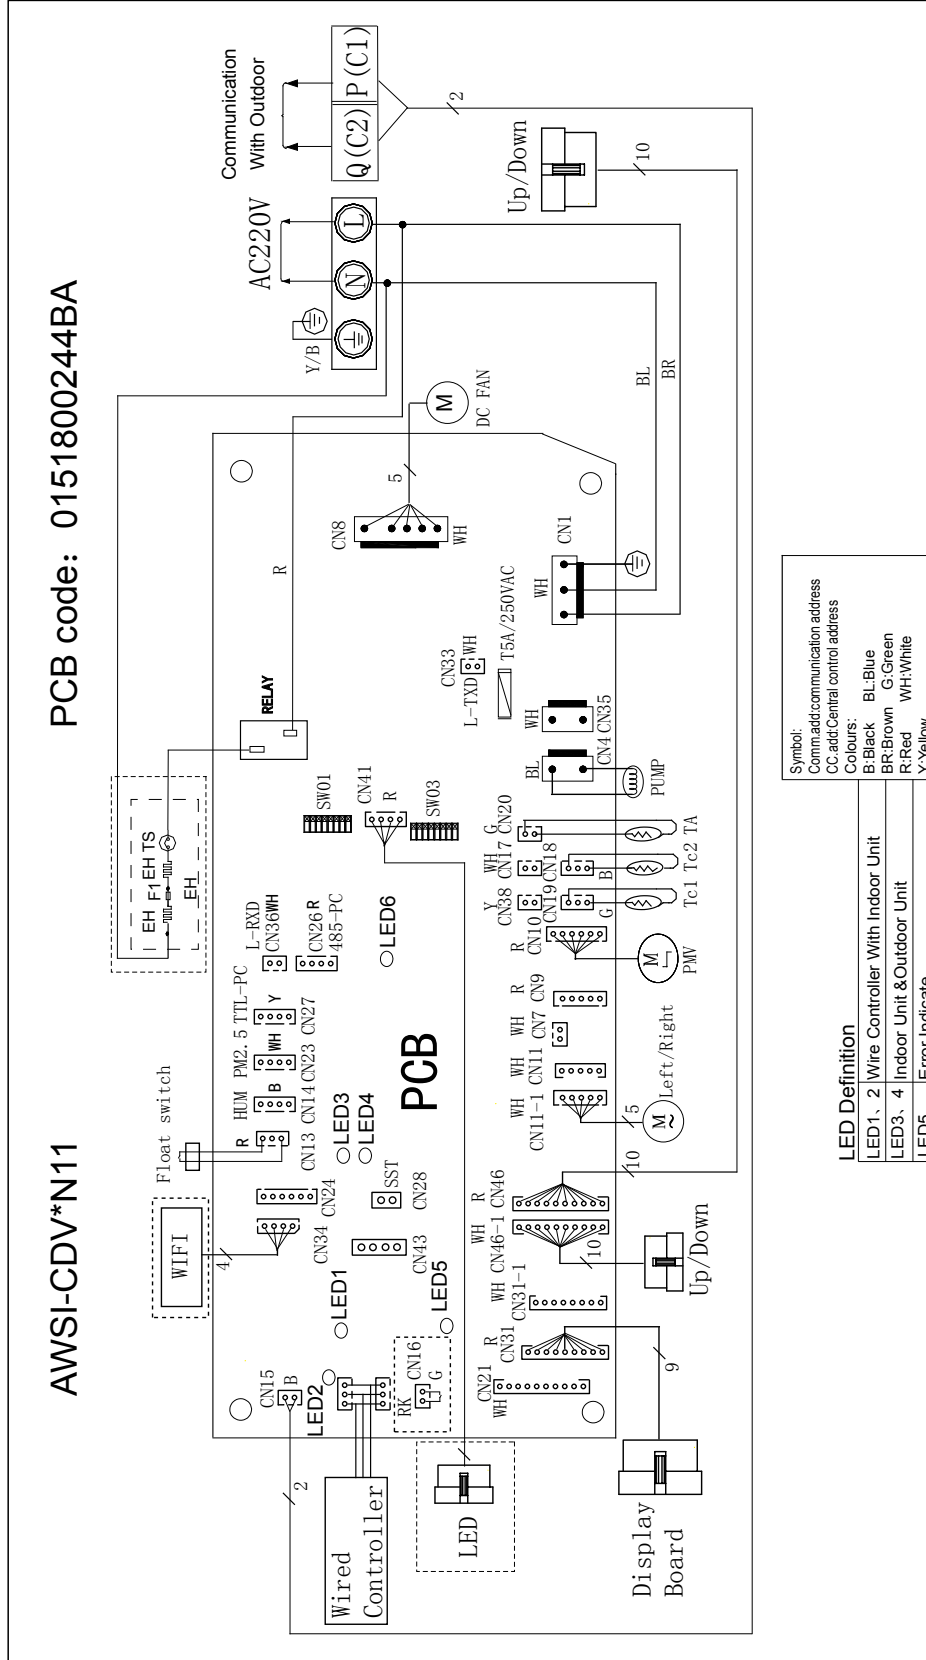 AWSI-CDV*N11
PCB code: 0151800244BA
Communication
With Outdoor
Q(C2)
P(C1)
AC220V
Y/B
N
L
2
Up/Down
10
EH
F1
EH
TS
EH
RELAY
R
M
DC FAN
5
CN8
WH
BL
BR
Float switch
WIFI
4
R
CN13
HUM
B
CN14
PM2.5
WH
CN23
TTL-PC
Y
CN27
L-RXD
CN36
WH
CN26
R
485-PC
SW01
CN41
R
SW03
CN33
WH
L-TXD
T5A/250VAC
WH
CN1
CN34
CN24
LED3
LED4
LED6
SST
CN28
CN43
PCB
LED1
LED5
CN15
B
LED2
2
RK
CN16
G
Wired
Controller
LED
Display
Board
9
WH
CN21
R
CN31
WH
CN31-1
WH
CN46-1
R
CN46
10
10
Up/Down
WH
CN11-1
5
M
~
Left/Right
WH
CN11
WH
CN7
R
CN9
R
CN10
M
PMV
Y
CN38
CN19
G
Tc1
WH
CN17
CN18
B
Tc2
G
CN20
TA
BL
CN4
PUMP
WH
CN35
LED Definition
LED1、2 Wire Controller With Indoor Unit
LED3、4 Indoor Unit &Outdoor Unit
LED5 Error Indicate
Symbol:
Comm.add:communication address
CC.add:Central control address
Colours:
B:Black BL:Blue
BR:Brown G:Green
R:Red WH:White
Y:Yellow